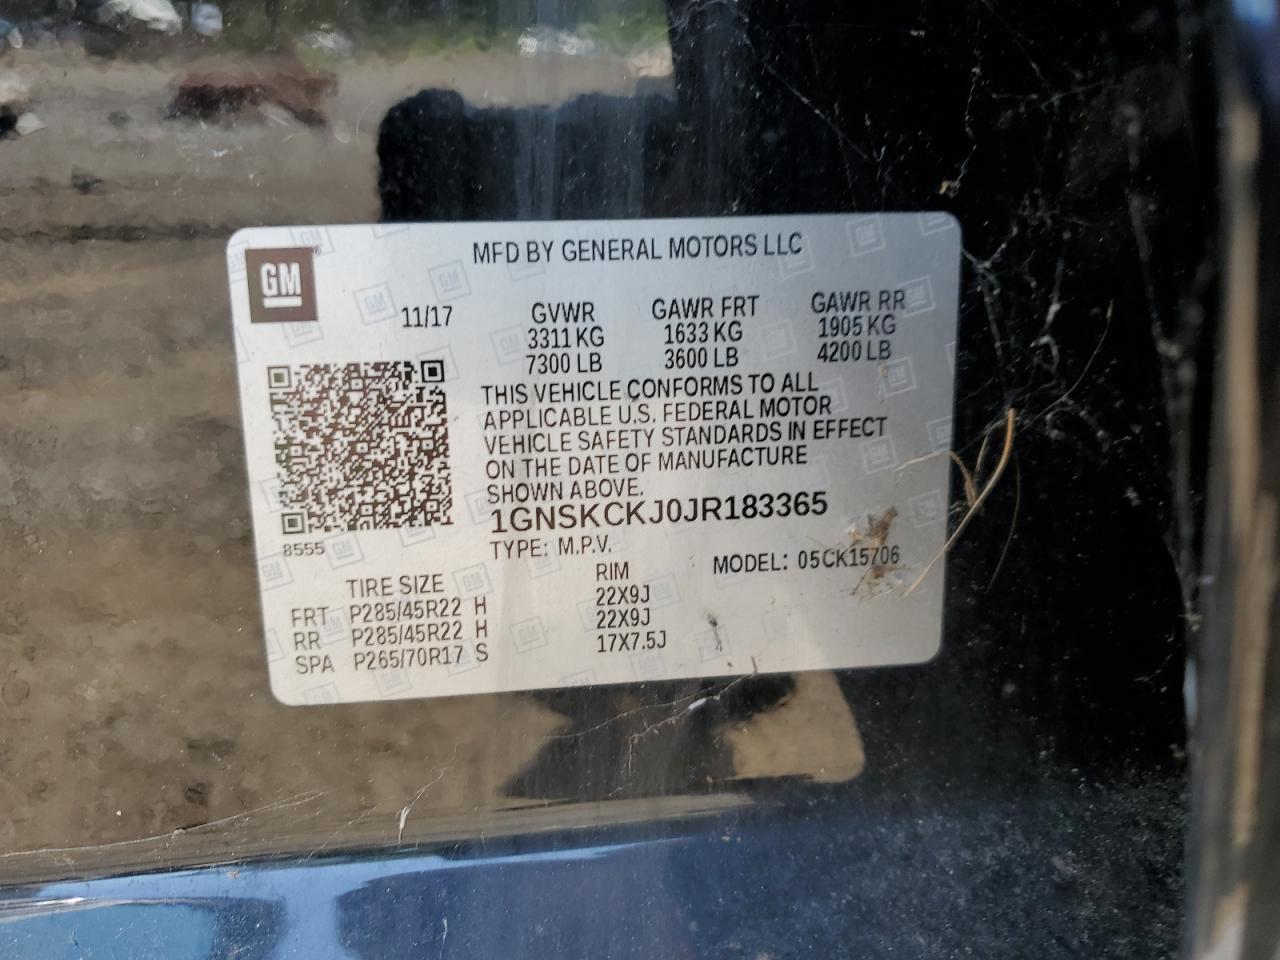 GM
MFD BY GENERAL MOTORS LLC
11/17 GVWR GAWR FRT GAWR RR
3311 KG 1633 KG 1905 KG
7300 LB 3600 LB 4200 LB
THIS VEHICLE CONFORMS TO ALL
APPLICABLE U.S. FEDERAL MOTOR
VEHICLE SAFETY STANDARDS IN EFFECT
ON THE DATE OF MANUFACTURE
SHOWN ABOVE.
1GNSKCKJ0JR183365
8555
TYPE: M.P.V. MODEL: 05CK15706
TIRE SIZE RIM
FRT P285/45R22 H 22X9J
RR P285/45R22 H 22X9J
SPA P265/70R17 S 17X7.5J